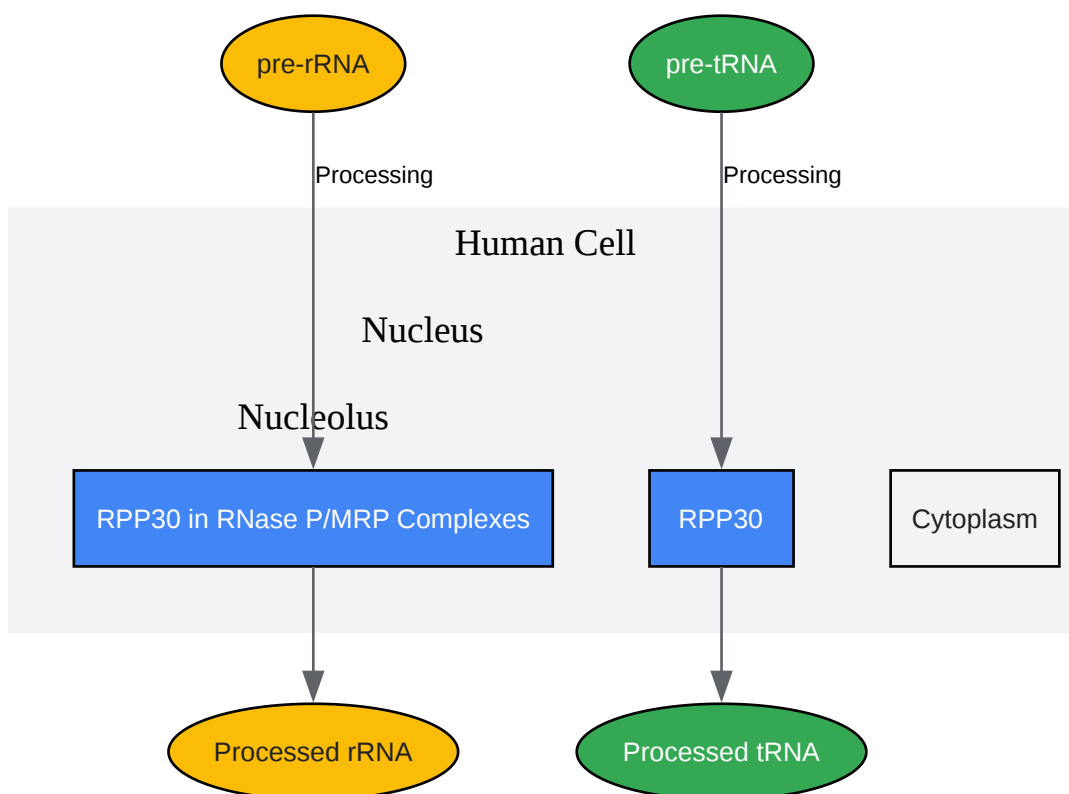 pre-rRNA
pre-tRNA
Processing
Processing
Human Cell
Nucleus
Nucleolus
RPP30 in RNase P/MRP Complexes
RPP30
Cytoplasm
Processed rRNA
Processed tRNA